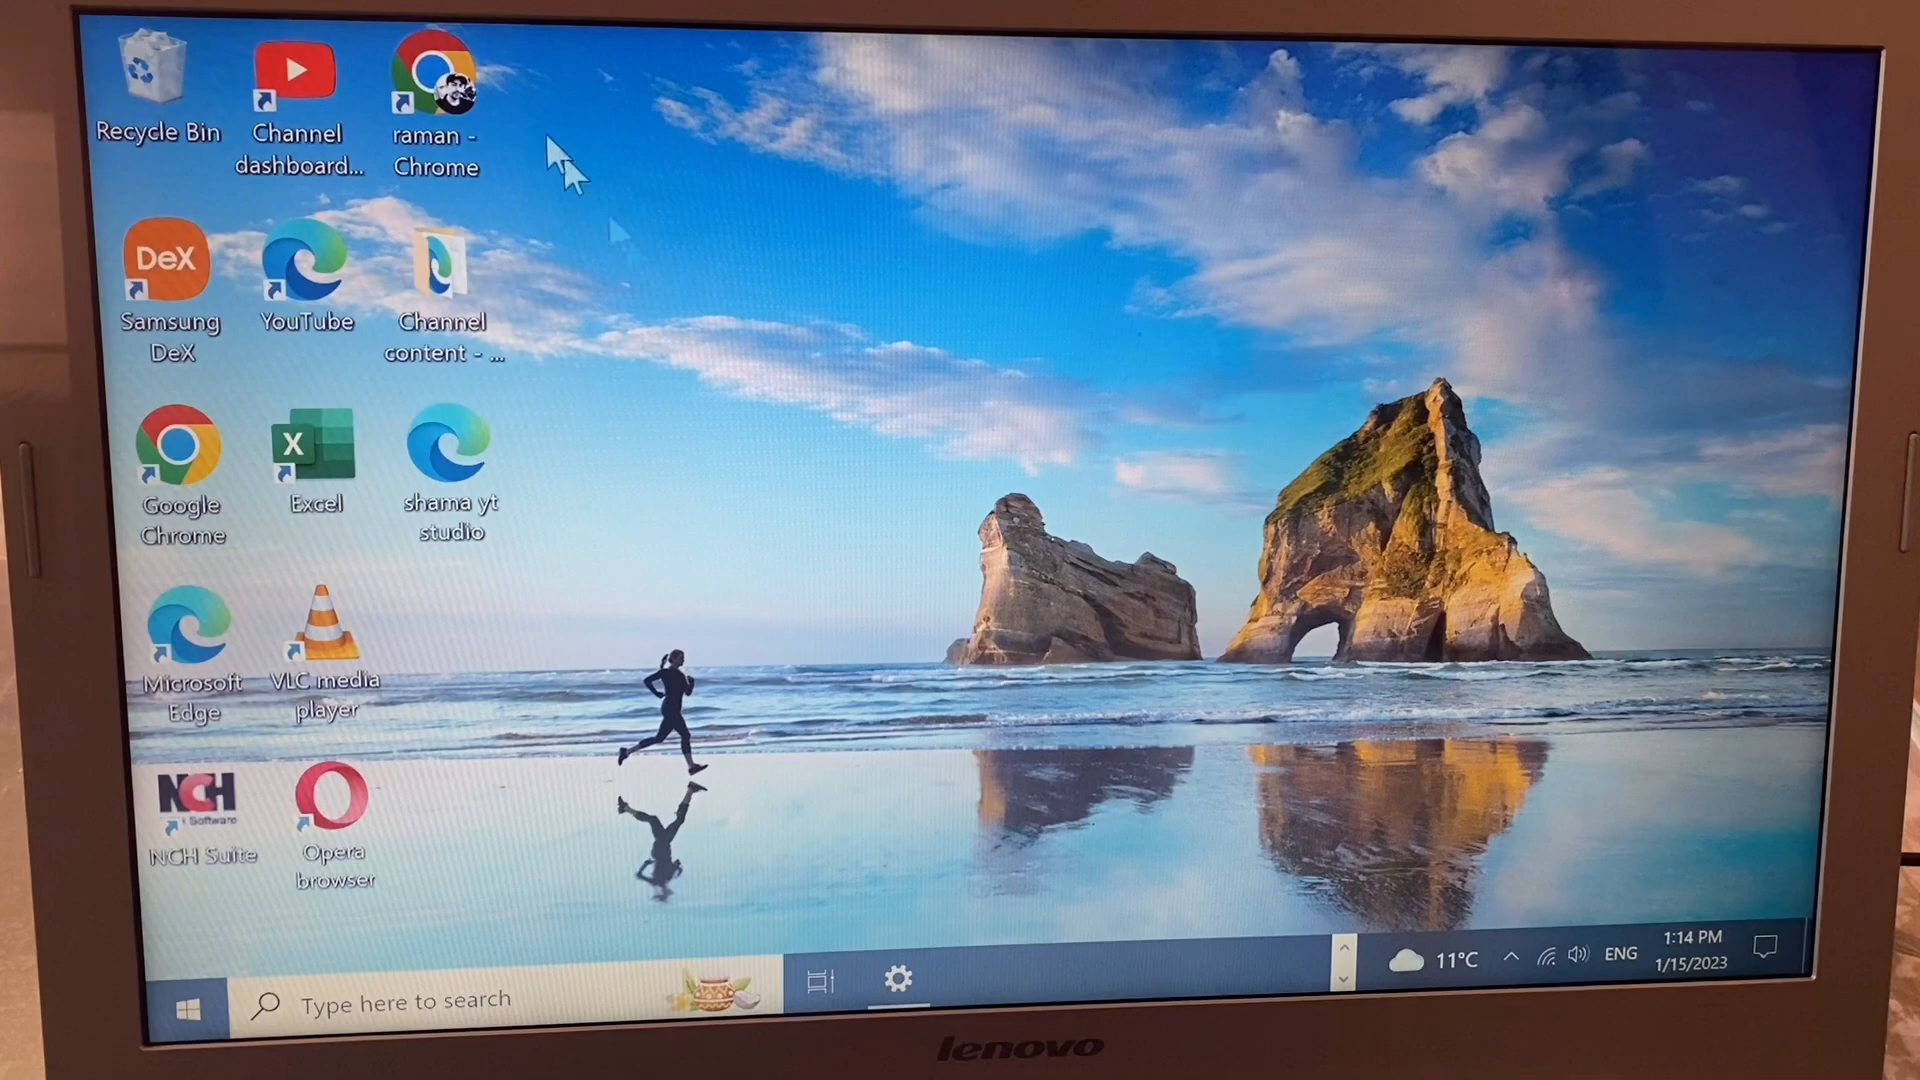 Recycle Bin
Channel
dashboard...
raman -
Chrome
DeX
Samsung
DeX
YouTube
Channel
content - ...
Google
Chrome
X
Excel
shama yt
studio
Microsoft
Edge
VLC media
player
NCH
Software
NCH Suite
Opera
browser
Type here to search
11°C
ENG
1:14 PM
1/15/2023
lenovo